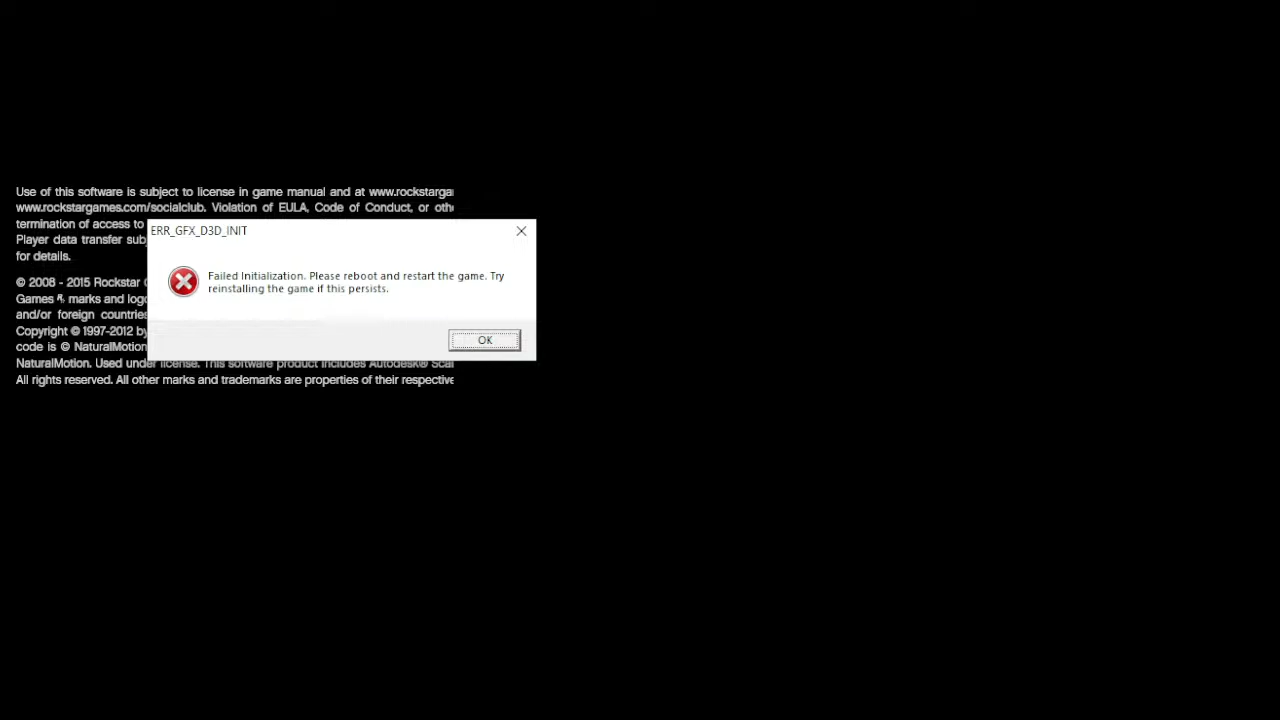 Use of this software is subject to license in game manual and at www.rockstarga
www.rockstargames.com/socialclub. Violation of EULA, Code of Conduct, or oth
termination of access to
Player data transfer sub
for details.
ERR_GFX_D3D_INIT
Failed Initialization. Please reboot and restart the game. Try
reinstalling the game if this persists.
OK
© 2008 - 2015 Rockstar
Games marks and logo
and/or foreign countries
Copyright © 1997-2012 by
code is © NaturalMotion
NaturalMotion. Used under license. This software product includes Autodesk® Scal
All rights reserved. All other marks and trademarks are properties of their respective